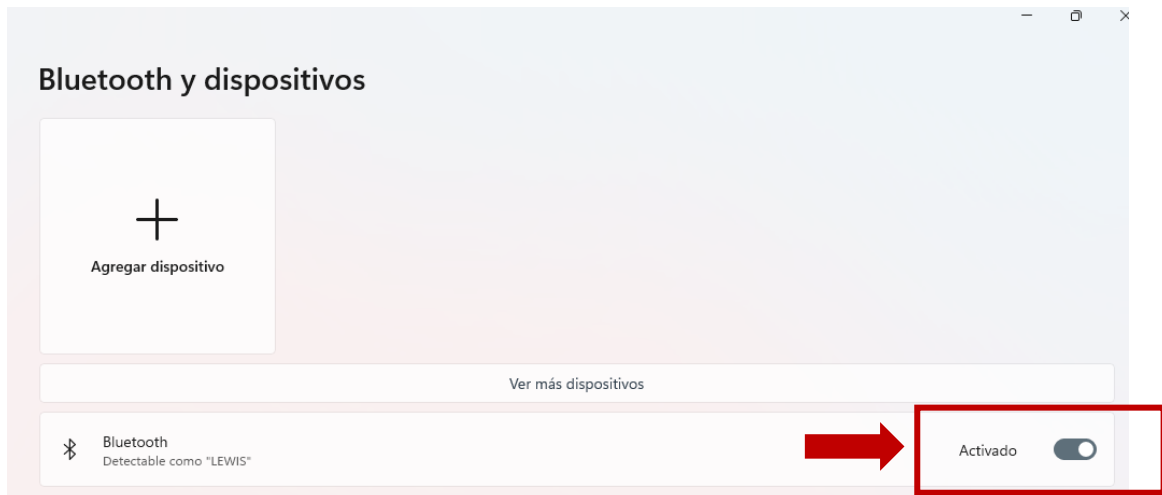 Bluetooth y dispositivos
Agregar dispositivo
Ver más dispositivos
Bluetooth
Detectable como "LEWIS"
Activado